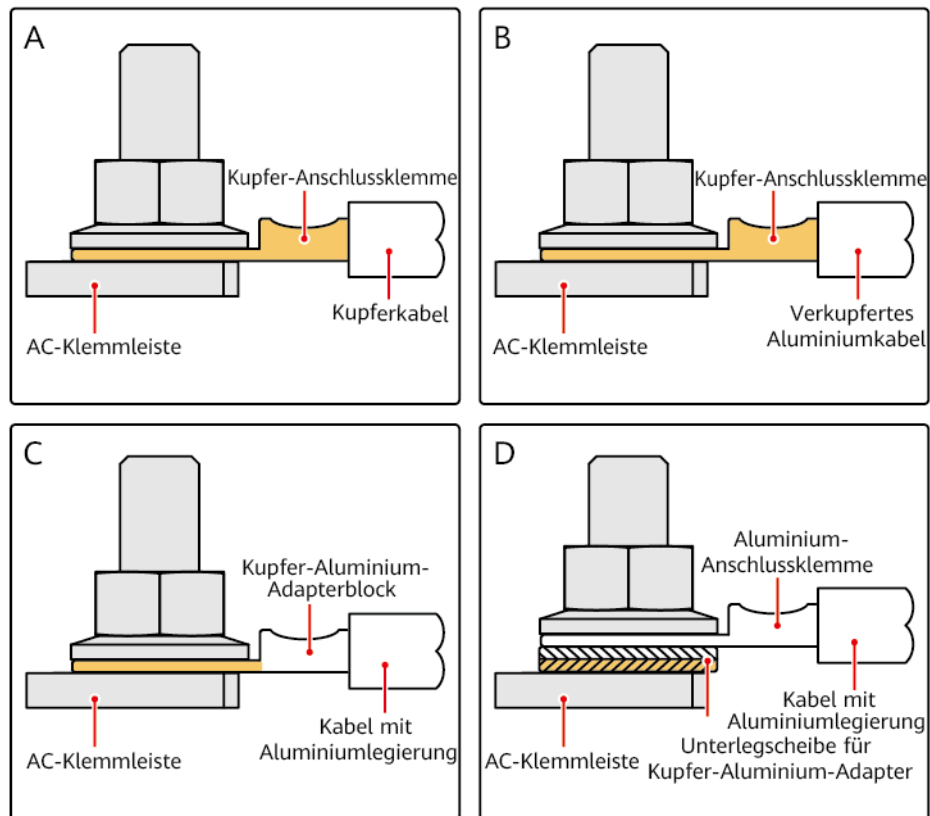 A
Kupfer-Anschlussklemme
Kupferkabel
AC-Klemmleiste
B
Kupfer-Anschlussklemme
Verkupfertes
Aluminiumkabel
AC-Klemmleiste
C
Kupfer-Aluminium-
Adapterblock
Kabel mit
Aluminiumlegierung
AC-Klemmleiste
D
Aluminium-
Anschlussklemme
Kabel mit
Aluminiumlegierung
Unterlegscheibe für
Kupfer-Aluminium-Adapter
AC-Klemmleiste